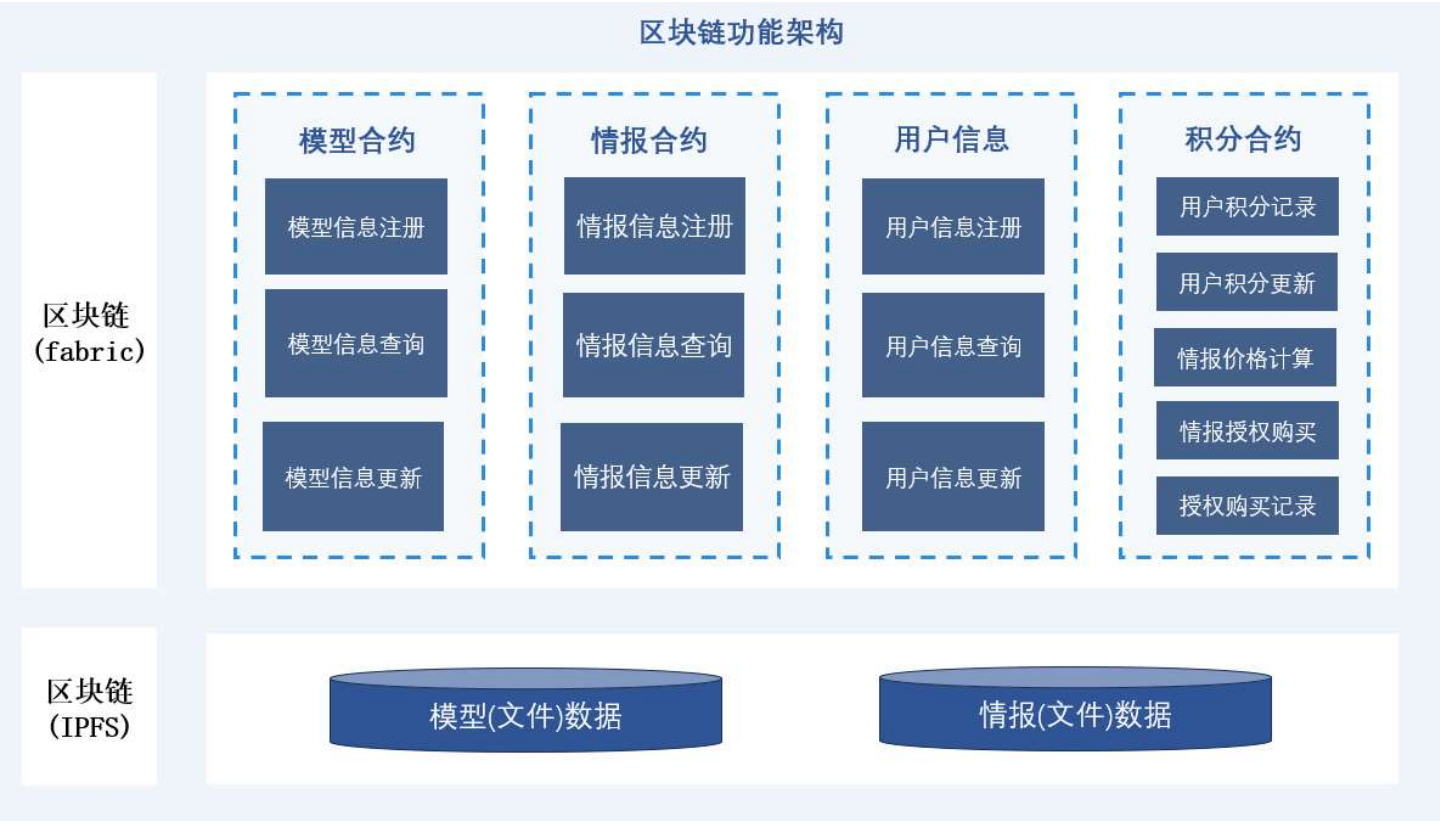 区块链功能架构
区块链
(fabric)
模型合约
模型信息注册
模型信息查询
模型信息更新
情报合约
情报信息注册
情报信息查询
情报信息更新
用户信息
用户信息注册
用户信息查询
用户信息更新
积分合约
用户积分记录
用户积分更新
情报价格计算
情报授权购买
授权购买记录
区块链
(IPFS)
模型(文件)数据
情报(文件)数据